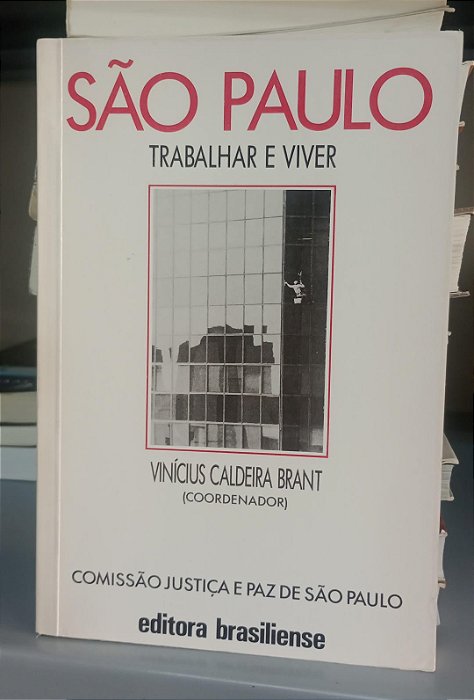 SÃO PAULO
TRABALHAR E VIVER
VINÍCIUS CALDEIRA BRANT
(COORDENADOR)
COMISSÃO JUSTIÇA E PAZ DE SÃO PAULO
editora brasiliense